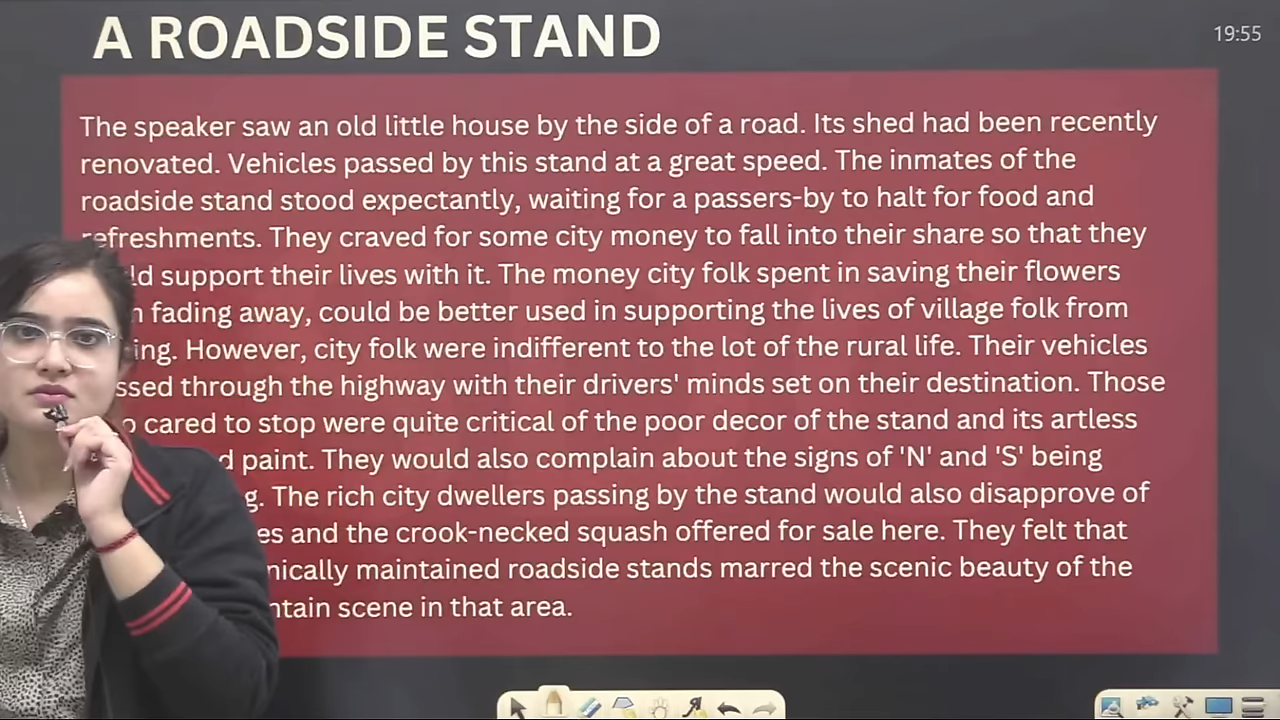 A ROADSIDE STAND
19:55
The speaker saw an old little house by the side of a road. Its shed had been recently
renovated. Vehicles passed by this stand at a great speed. The inmates of the
roadside stand stood expectantly, waiting for a passers-by to halt for food and
refreshments. They craved for some city money to fall into their share so that they
support their lives with it. The money city folk spent in saving their flowers
fading away, could be better used in supporting the lives of village folk from
However, city folk were indifferent to the lot of the rural life. Their vehicles
through the highway with their drivers' minds set on their destination. Those
cared to stop were quite critical of the poor decor of the stand and its artless
paint. They would also complain about the signs of 'N' and 'S' being
The rich city dwellers passing by the stand would also disapprove of
and the crook-necked squash offered for sale here. They felt that
maintained roadside stands marred the scenic beauty of the
scene in that area.